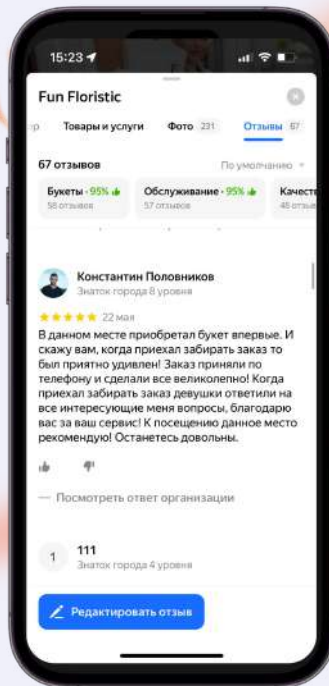 15:23
Fun Floristic
Товары и услуги Фото 231 Отзывы 67
67 отзывов По умолчанию
Букеты · 95% Обслуживание · 95% Качест
58 отзывов 57 отзывов 48 отзыв
Константин Половников
Знаток города 8 уровня
22 мая
В данном месте приобретал букет впервые. И
скажу вам, когда приехал забирать заказ то
был приятно удивлен! Заказ приняли по
телефону и сделали все великолепно! Когда
приехал забирать заказ девушки ответили на
все интересующие меня вопросы, благодарю
вас за ваш сервис! К посещению данное место
рекомендую! Останетесь довольны.
— Посмотреть ответ организации
1 111
Знаток города 4 уровня
Редактировать отзыв